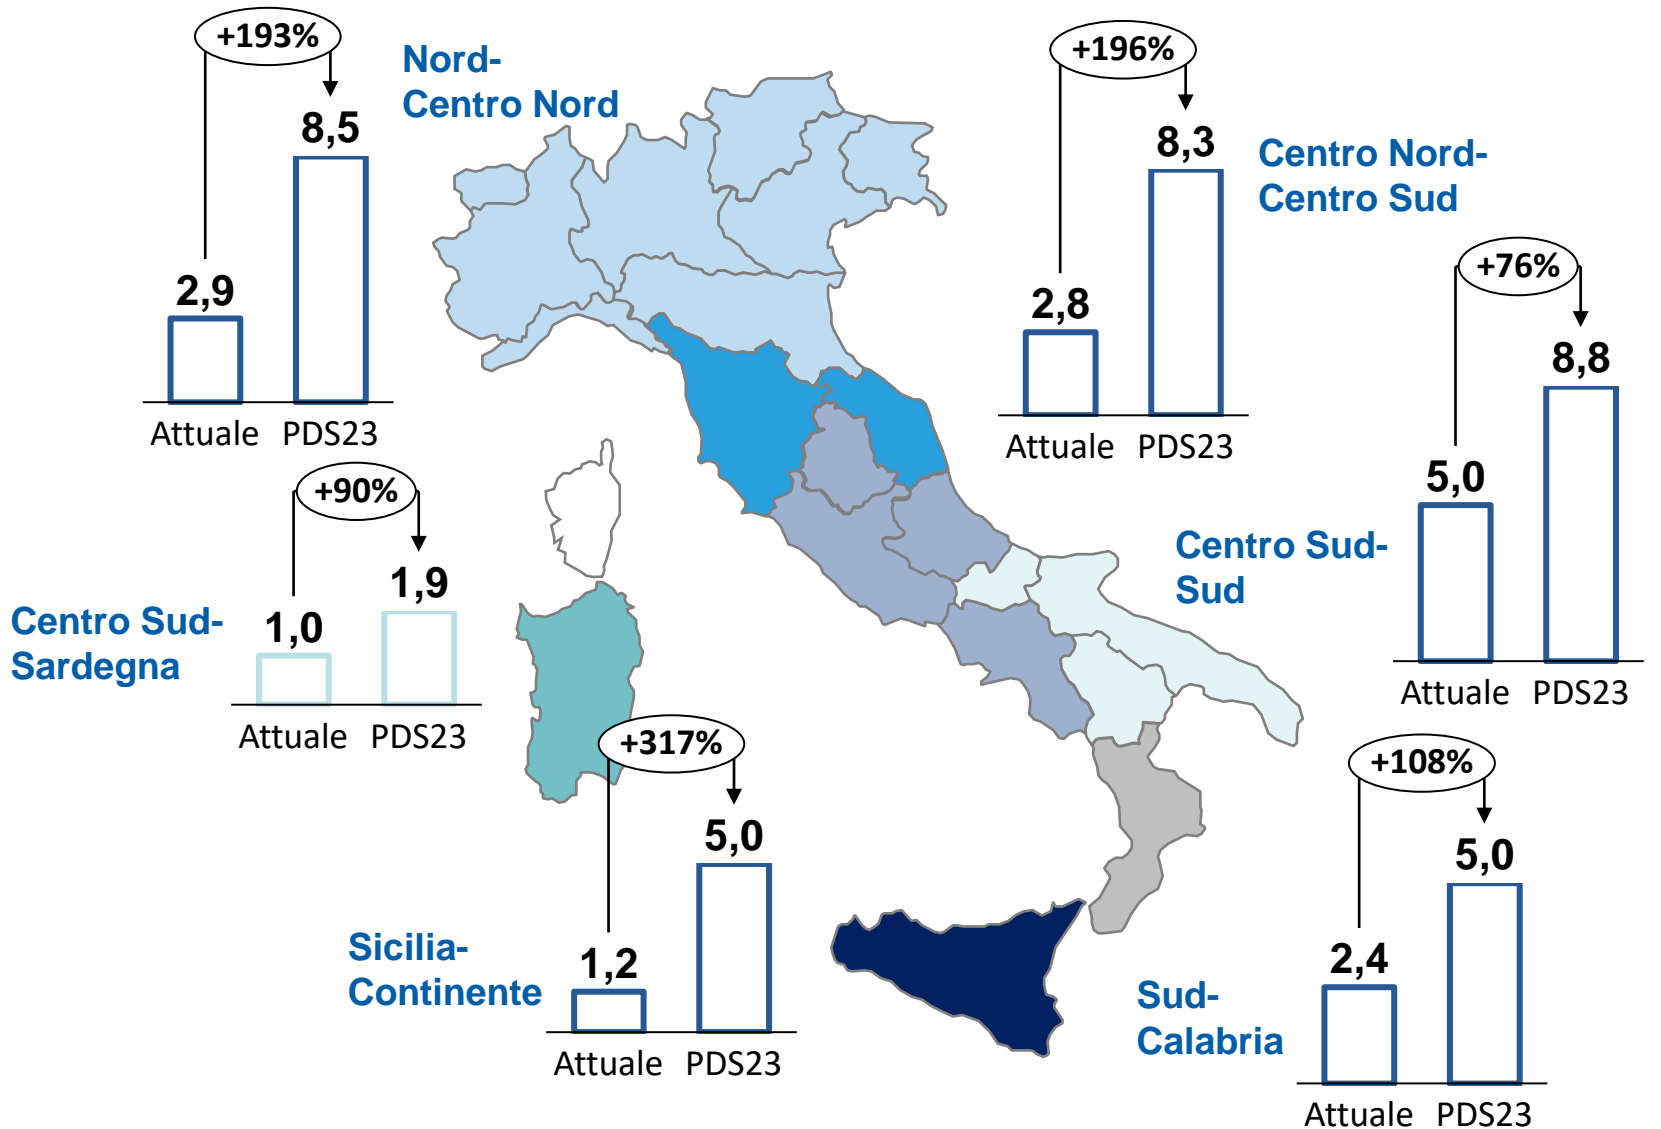 +193%
Nord-
Centro Nord
8,5
2,9
Attuale PDS23
+196%
8,3
Centro Nord-
Centro Sud
2,8
Attuale PDS23
+76%
8,8
5,0
Centro Sud-
Sud
Attuale PDS23
+90%
1,9
1,0
Centro Sud-
Sardegna
Attuale PDS23
+317%
5,0
Sicilia-
Continente
1,2
Attuale PDS23
+108%
5,0
2,4
Sud-
Calabria
Attuale PDS23